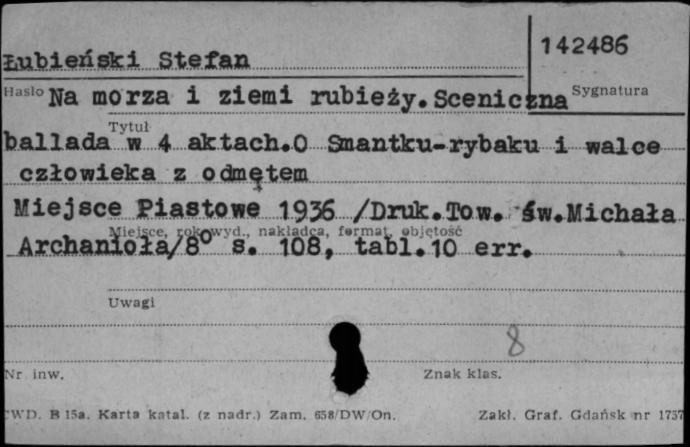 142486
Łubieński Stefan
Hasło
Sygnatura
Na morza i ziemi rubieży.Sceniczna
Tytuł
ballada w 4 aktach.O Smantku-rybaku i walce
człowieka z odmętem
Miejsce Piastowe 1936 /Druk.Tow. św.Michała
Miejsce, rok wyd., nakładca, format, objętość
Archanioła/8° s. 108, tabl.10 err.
Uwagi
8
Nr inw.
Znak klas.
WD. B 15a. Karta katal. (z nadr.) Zam. 658/DW/On.
Zakł. Graf. Gdańsk nr 1757